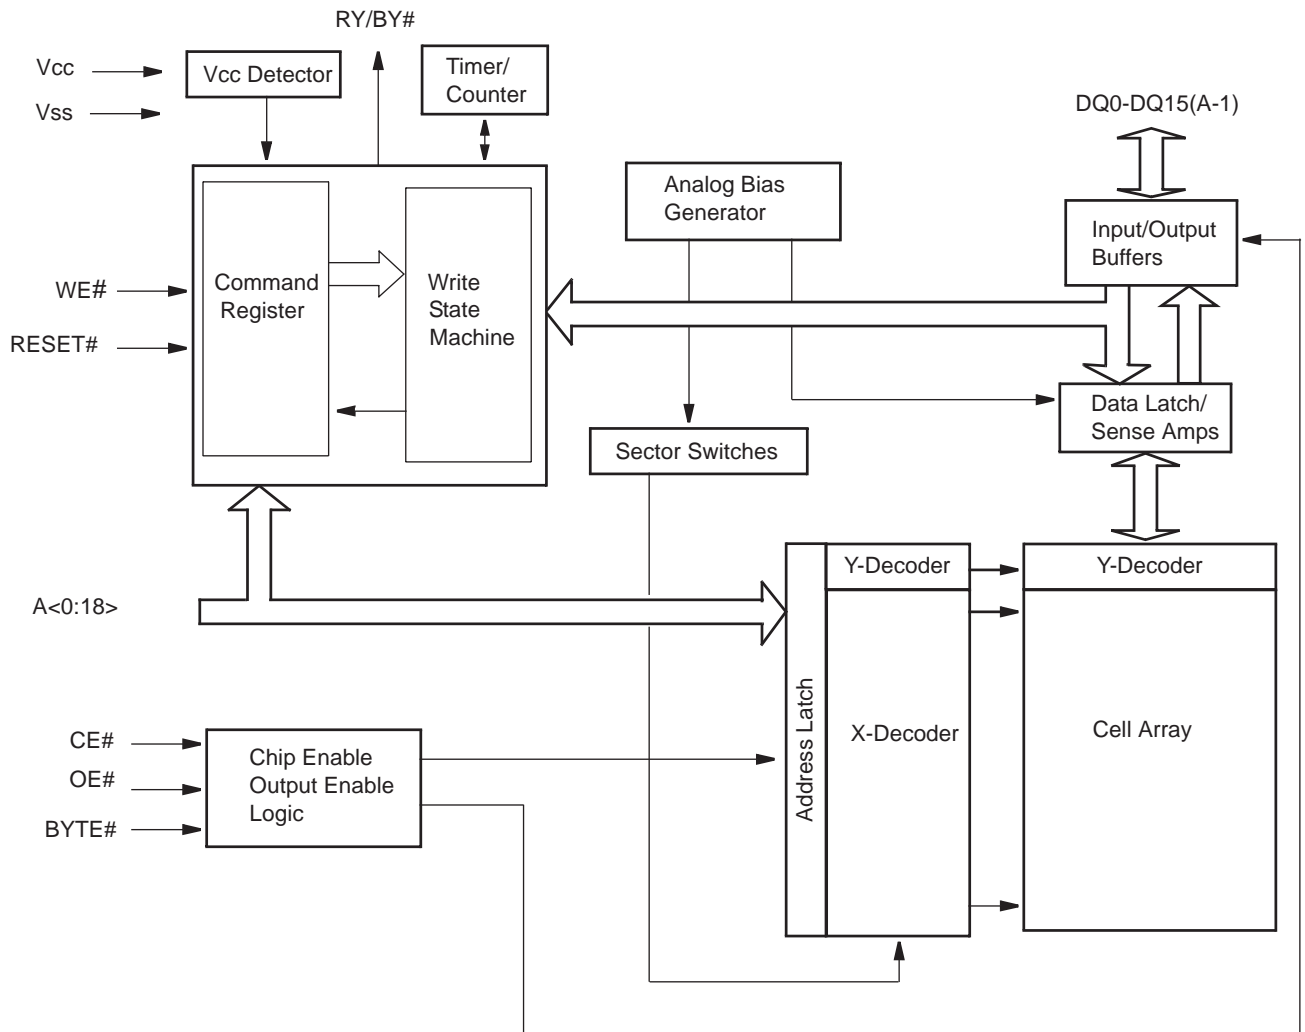 RY/BY#
Vcc
Vcc Detector
Timer/
Counter
Vss
DQ0-DQ15(A-1)
Analog Bias
Generator
Input/Output
Buffers
WE#
Command
Register
Write
State
Machine
RESET#
Data Latch/
Sense Amps
Sector Switches
Y-Decoder
Y-Decoder
A<0:18>
Address Latch
X-Decoder
Cell Array
CE#
OE#
BYTE#
Chip Enable
Output Enable
Logic